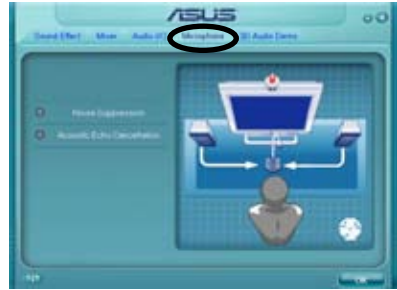 ASUS
Sound Effect Mixer Audio I/O Microphone 3D Audio Demo
Noise Suppression
Acoustic Echo Cancellation
OK